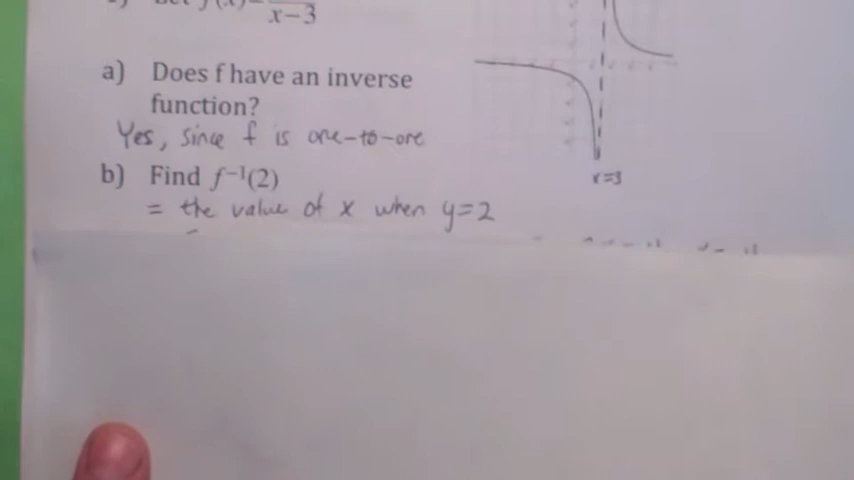 x−3
a) Does f have an inverse
function?
Yes, since f is one-to-one
b) Find f⁻¹(2)
x=3
= the value of x when y=2